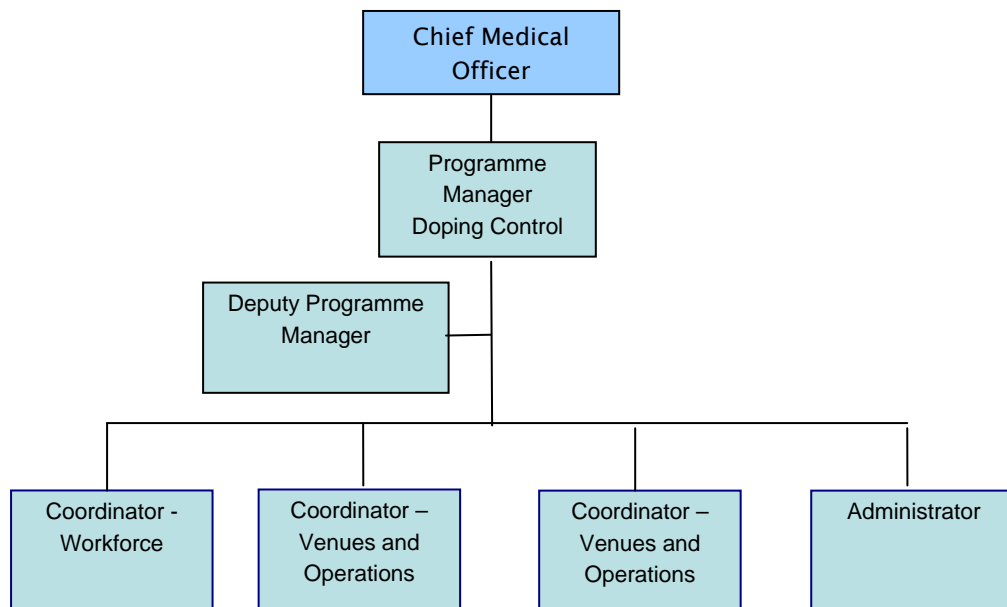 Chief Medical
Officer
Programme
Manager
Doping Control
Deputy Programme
Manager
Coordinator -
Workforce
Coordinator –
Venues and
Operations
Coordinator –
Venues and
Operations
Administrator